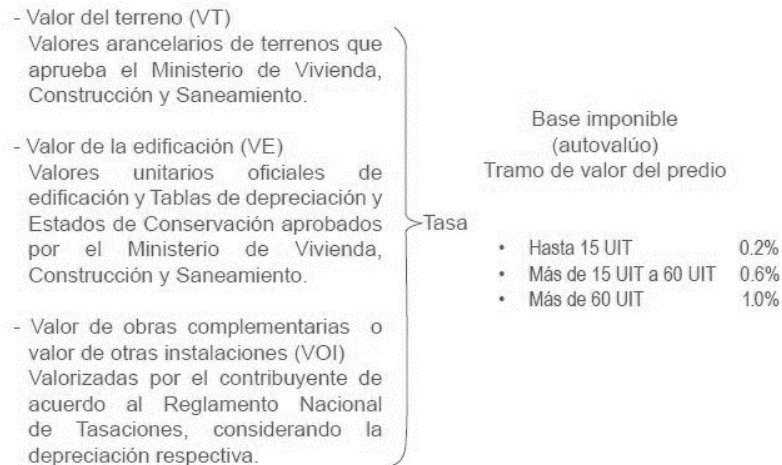 - Valor del terreno (VT)
Valores arancelarios de terrenos que
aprueba el Ministerio de Vivienda,
Construcción y Saneamiento.
- Valor de la edificación (VE)
Valores unitarios oficiales de
edificación y Tablas de depreciación y
Estados de Conservación aprobados
por el Ministerio de Vivienda,
Construcción y Saneamiento.
- Valor de obras complementarias o
valor de otras instalaciones (VOI)
Valorizadas por el contribuyente de
acuerdo al Reglamento Nacional
de Tasaciones, considerando la
depreciación respectiva.
Tasa
Base imponible
(autovalúo)
Tramo de valor del predio
• Hasta 15 UIT 0.2%
• Más de 15 UIT a 60 UIT 0.6%
• Más de 60 UIT 1.0%